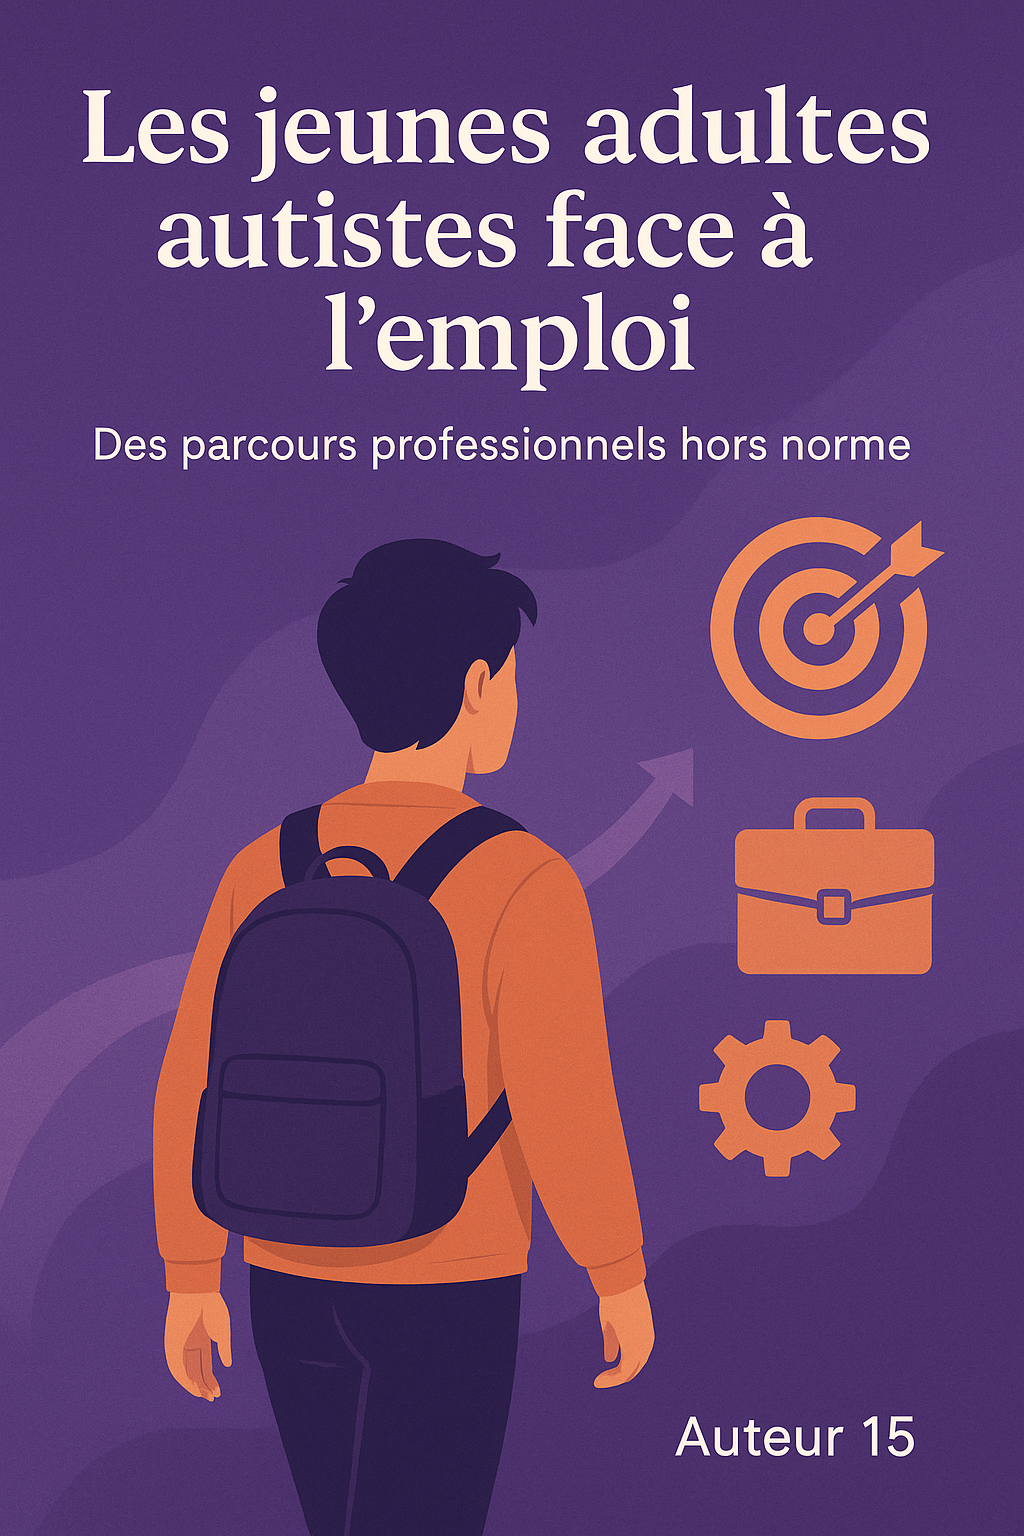 Les jeunes adultes
autistes face à
l’emploi
Des parcours professionnels hors norme
Auteur 15